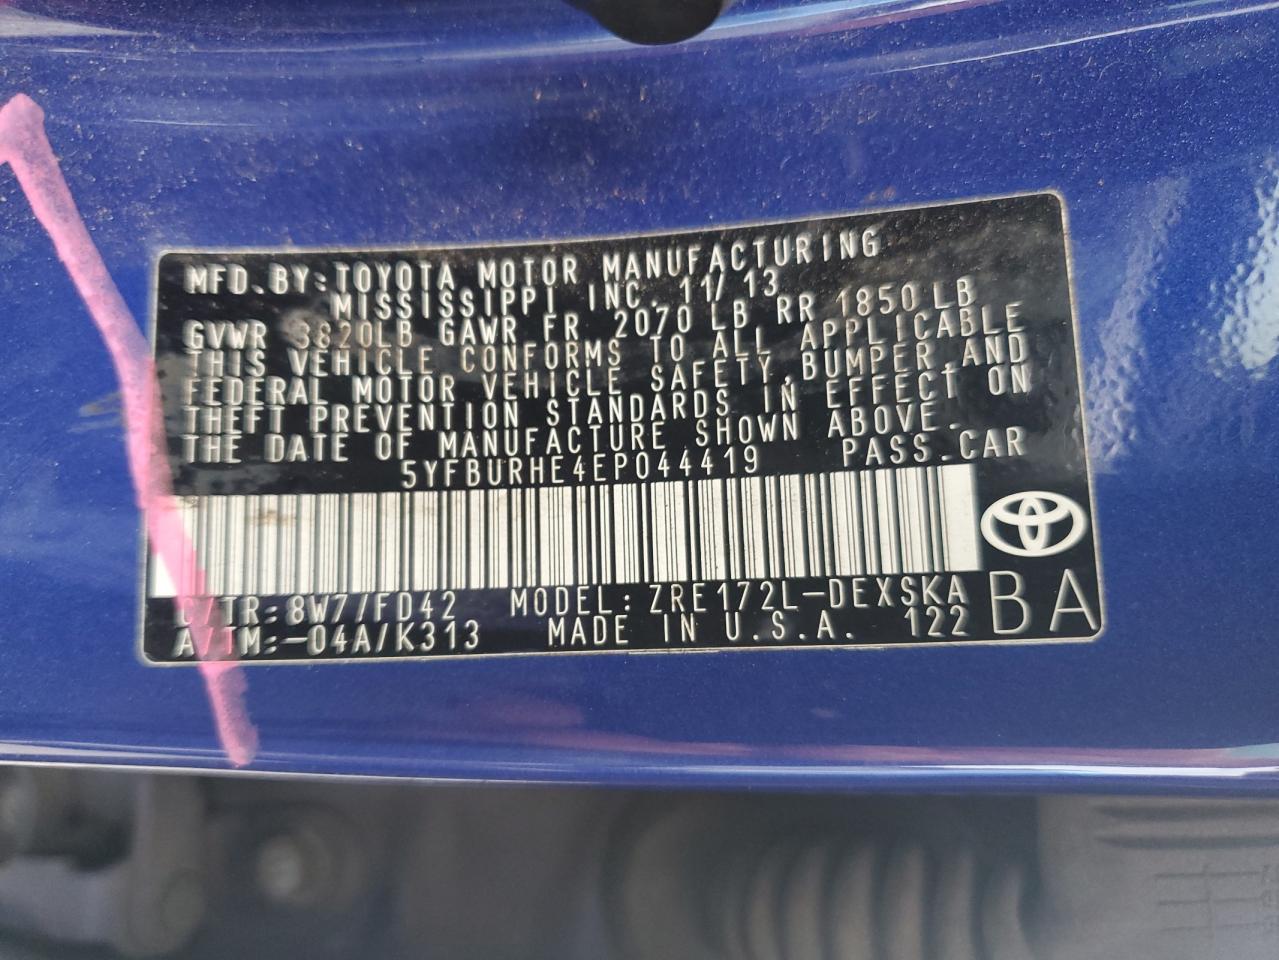 MFD.BY:TOYOTA MOTOR MANUFACTURING
MISSISSIPPI INC. 11/13
GVWR 3820LB GAWR FR 2070LB RR 1850LB
THIS VEHICLE CONFORMS TO ALL APPLICABLE
FEDERAL MOTOR VEHICLE SAFETY,BUMPER,AND
THEFT PREVENTION STANDARDS IN EFFECT ON
THE DATE OF MANUFACTURE SHOWN ABOVE.
5YFBURHE4EP044419 PASS.CAR
C/TR:8W7/FD42 MODEL:ZRE172L-DEXSKA
A/TM:-04A/K313 MADE IN U.S.A. 122
BA